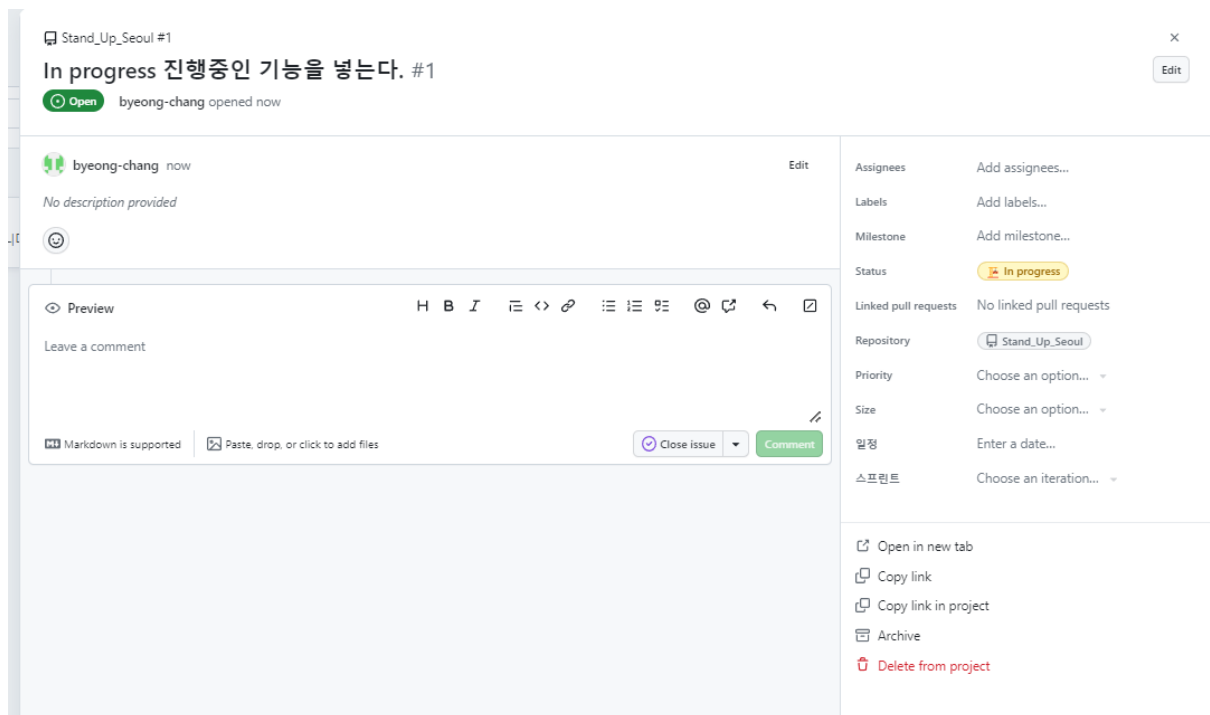 Stand_Up_Seoul #1
In progress 진행중인 기능을 넣는다. #1
Edit
Open byeong-chang opened now
byeong-chang now Edit
No description provided
Preview H B I
Leave a comment
Markdown is supported Paste, drop, or click to add files Close issue Comment
Assignees Add assignees...
Labels Add labels...
Milestone Add milestone...
Status In progress
Linked pull requests No linked pull requests
Repository Stand_Up_Seoul
Priority Choose an option...
Size Choose an option...
일정 Enter a date...
스프린트 Choose an iteration...
Open in new tab
Copy link
Copy link in project
Archive
Delete from project